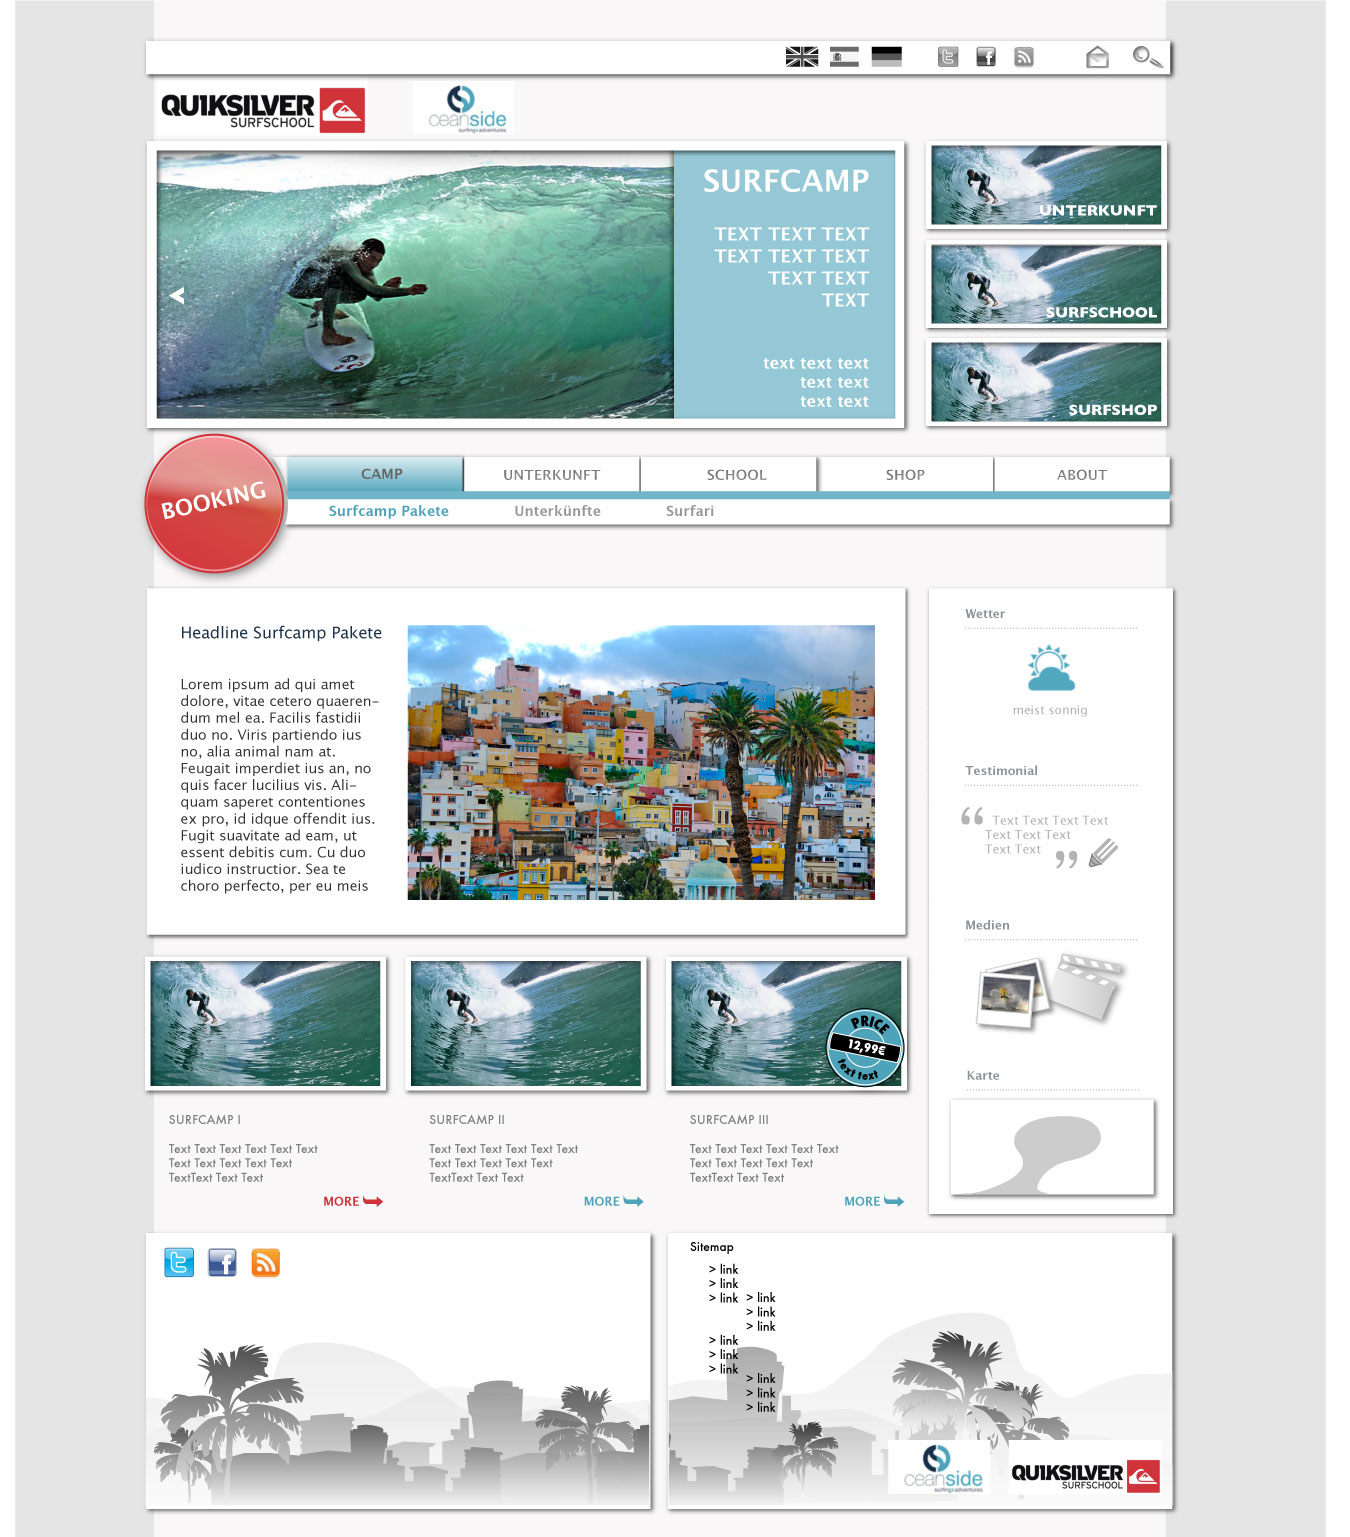 QUIKSILVER
SURFSCHOOL
ceanside
surfing&adventures
SURFCAMP
TEXT TEXT TEXT
TEXT TEXT TEXT
TEXT TEXT
TEXT
text text text
text text
text text
UNTERKUNFT
SURFSCHOOL
SURFSHOP
BOOKING
CAMP
UNTERKUNFT
SCHOOL
SHOP
ABOUT
Surfcamp Pakete
Unterkünfte
Surfari
Headline Surfcamp Pakete
Lorem ipsum ad qui amet
dolore, vitae cetero quaeren-
dum mel ea. Facilis fastidii
duo no. Viris partiendo ius
no, alia animal nam at.
Feugait imperdiet ius an, no
quis facer lucilius vis. Ali-
quam saperet contentiones
ex pro, id idque offendit ius.
Fugit suavitate ad eam, ut
essent debitis cum. Cu duo
iudico instructior. Sea te
choro perfecto, per eu meis
Wetter
meist sonnig
Testimonial
“ Text Text Text Text
Text Text Text
Text Text ”
Medien
Karte
PRICE
12,99€
text text
SURFCAMP I
Text Text Text Text Text Text
Text Text Text Text Text
TextText Text Text
MORE
SURFCAMP II
Text Text Text Text Text Text
Text Text Text Text Text
TextText Text Text
MORE
SURFCAMP III
Text Text Text Text Text Text
Text Text Text Text Text
TextText Text Text
MORE
Sitemap
> link
> link
> link > link
> link
> link
> link
> link
> link
> link
> link
> link
ceanside
surfing&adventures
QUIKSILVER
SURFSCHOOL